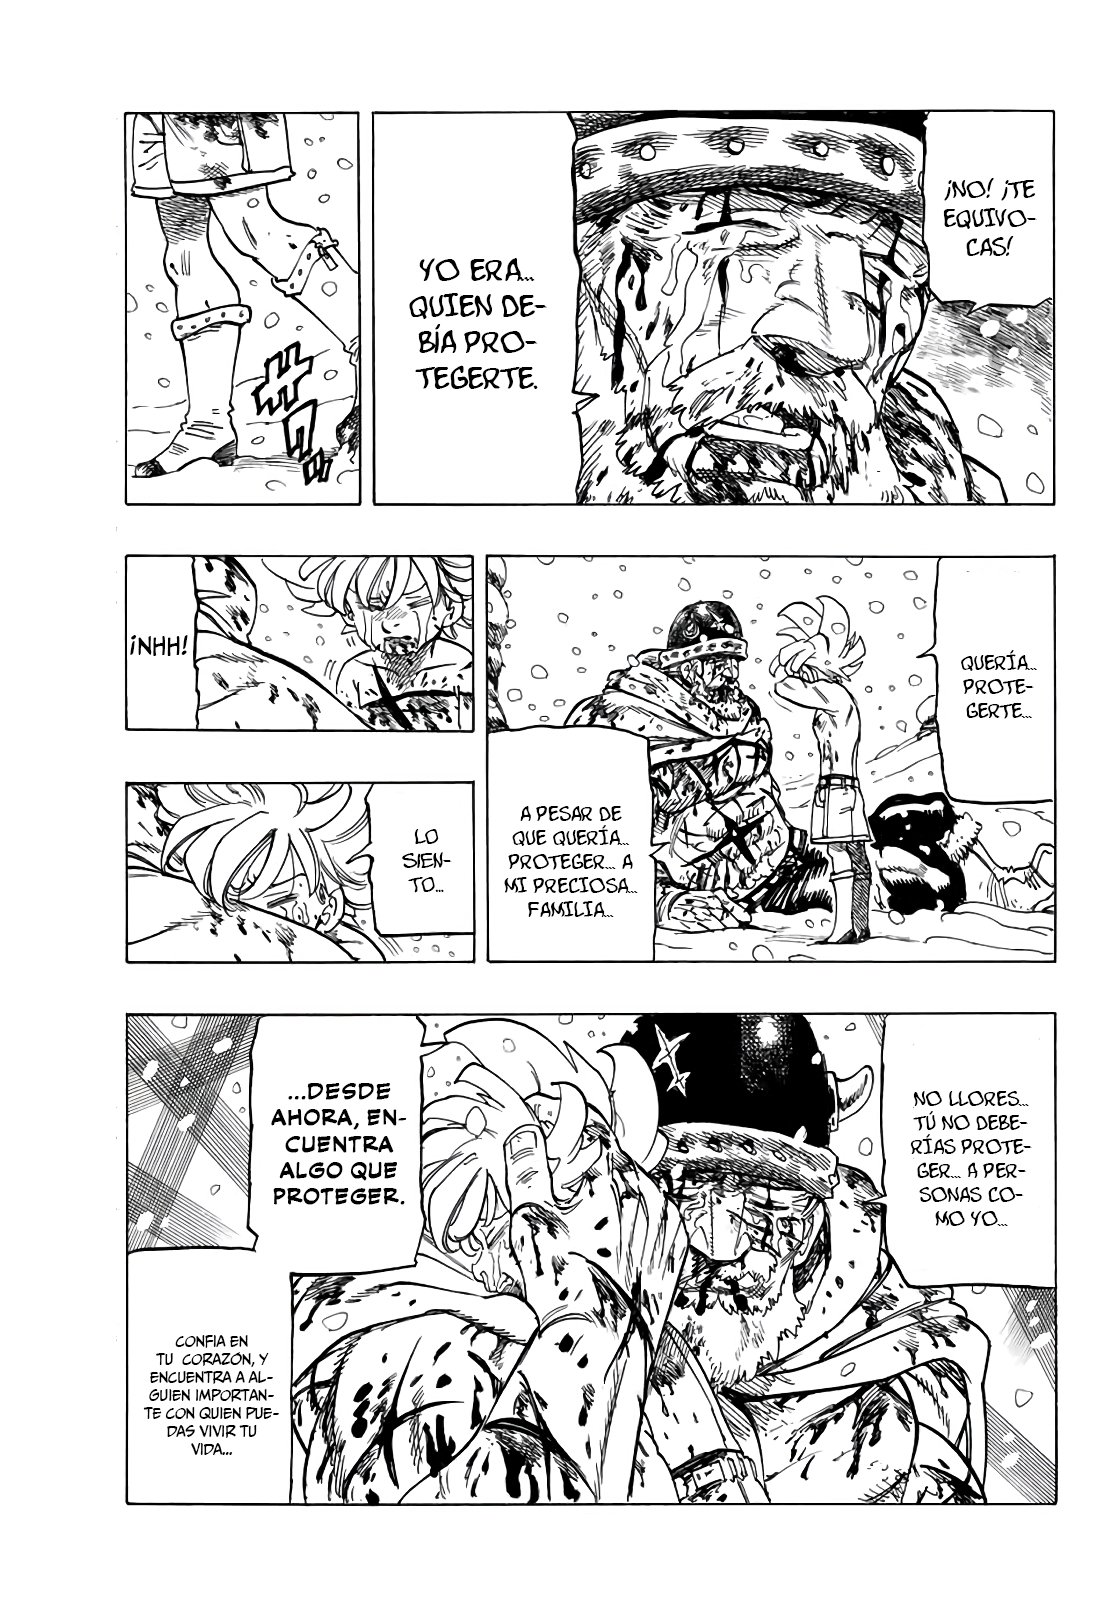 ¡NO! ¡TE
EQUIVO-
CAS!
YO ERA...
QUIEN DE-
BÍA PRO-
TEGERTE.
QUERÍA...
PROTE-
GERTE...
A PESAR DE
QUE QUERÍA...
PROTEGER... A
MI PRECIOSA...
FAMILIA...
¡NHH!
LO
SIEN-
TO...
NO LLORES...
TÚ NO DEBE-
RÍAS PROTE-
GER... A PER-
SONAS CO-
MO YO...
...DESDE
AHORA, EN-
CUENTRA
ALGO QUE
PROTEGER.
CONFIA EN
TU CORAZÓN, Y
ENCUENTRA A AL-
GUIEN IMPORTAN-
TE CON QUIEN PUE-
DAS VIVIR TU
VIDA...